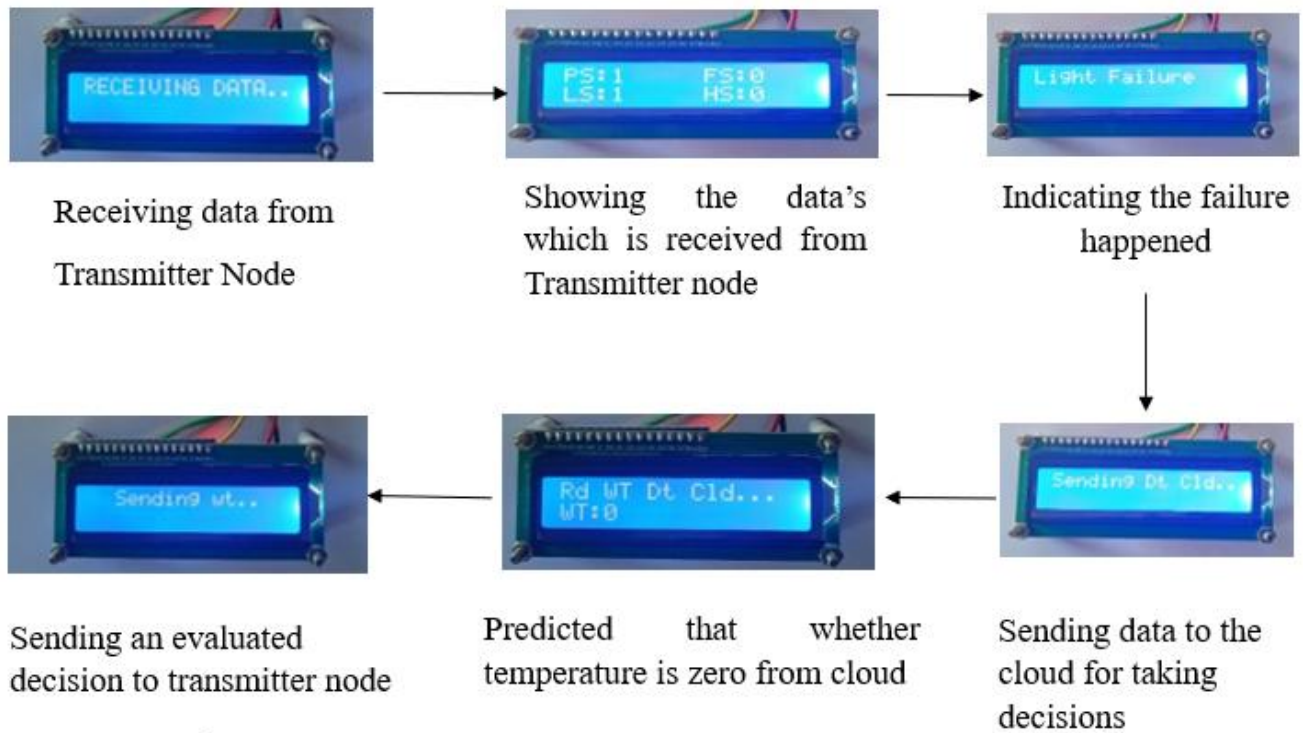 RECEIVING DATA..
PS:1 FS:0
LS:1 HS:0
Light Failure
Receiving data from
Transmitter Node
Showing the data's
which is received from
Transmitter node
Indicating the failure
happened
Sending wt..
Rd WT Dt Cld...
WT:0
Sending Dt Cld..
Sending an evaluated
decision to transmitter node
Predicted that whether
temperature is zero from cloud
Sending data to the
cloud for taking
decisions